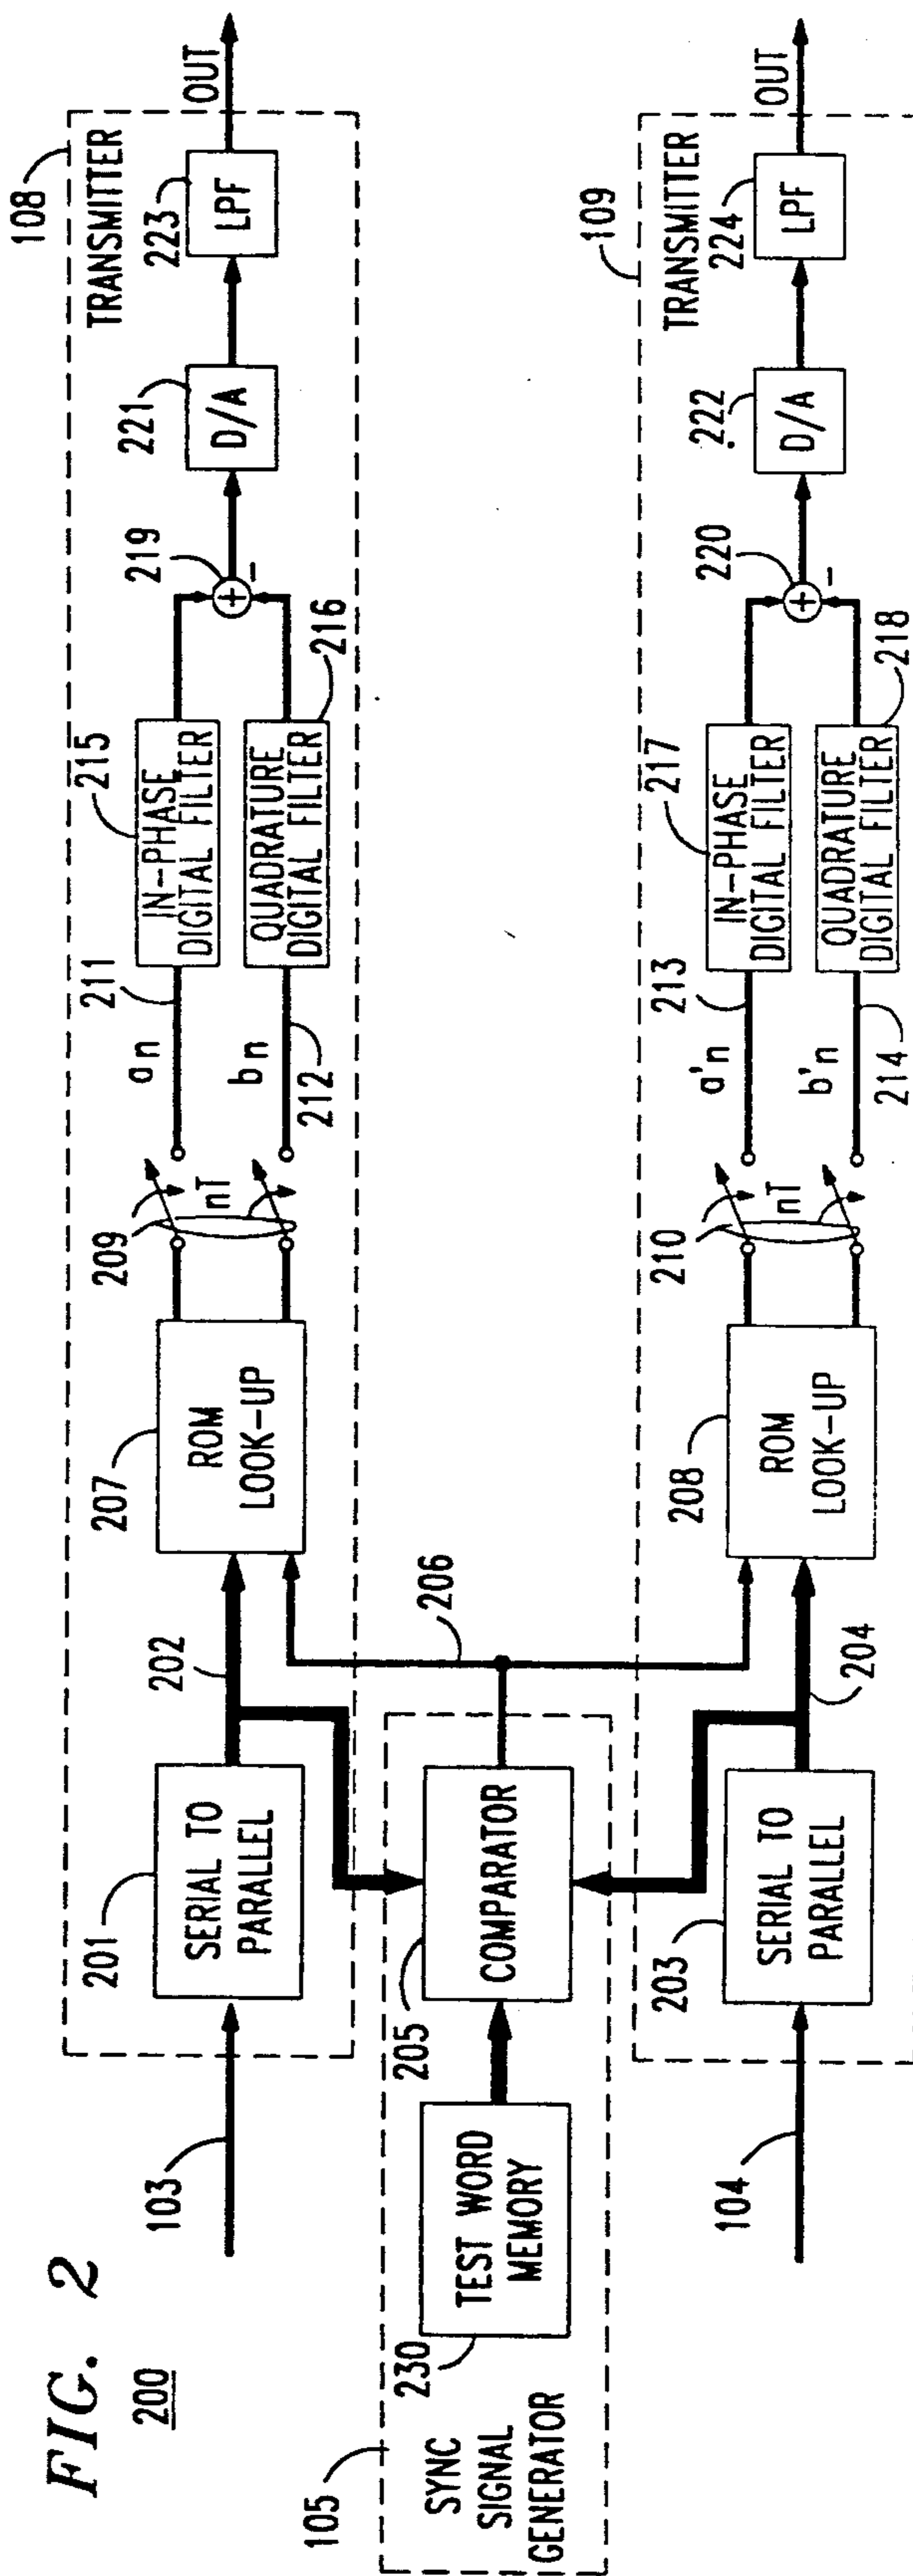 FIG. 2
200
108
TRANSMITTER
103
201
SERIAL TO
PARALLEL
202
207
ROM
LOOK-UP
209
nT
an
bn
211
212
215
IN-PHASE
DIGITAL FILTER
QUADRATURE
DIGITAL FILTER
216
219
+
-
221
D/A
223
LPF
OUT
105
SYNC
SIGNAL
GENERATOR
230
TEST WORD
MEMORY
205
COMPARATOR
206
109
TRANSMITTER
104
203
SERIAL TO
PARALLEL
204
208
ROM
LOOK-UP
210
nT
a'n
b'n
213
214
217
IN-PHASE
DIGITAL FILTER
QUADRATURE
DIGITAL FILTER
218
220
+
-
222
D/A
224
LPF
OUT